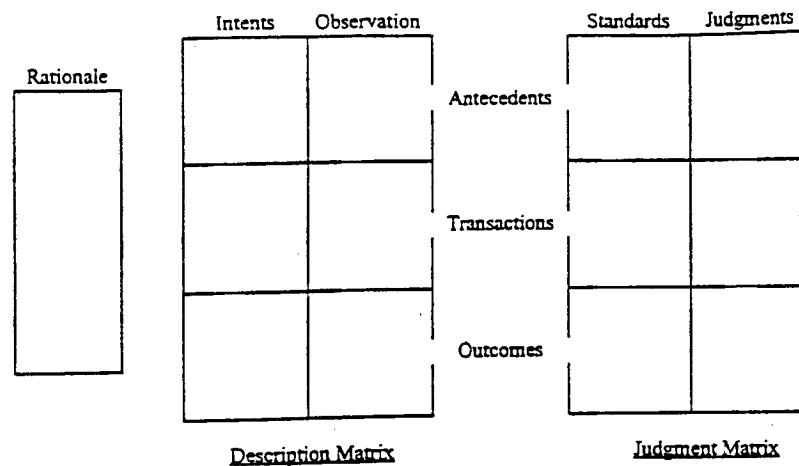 Intents Observation Standards Judgments
Rationale
Antecedents
Transactions
Outcomes
Description Matrix Judgment Matrix